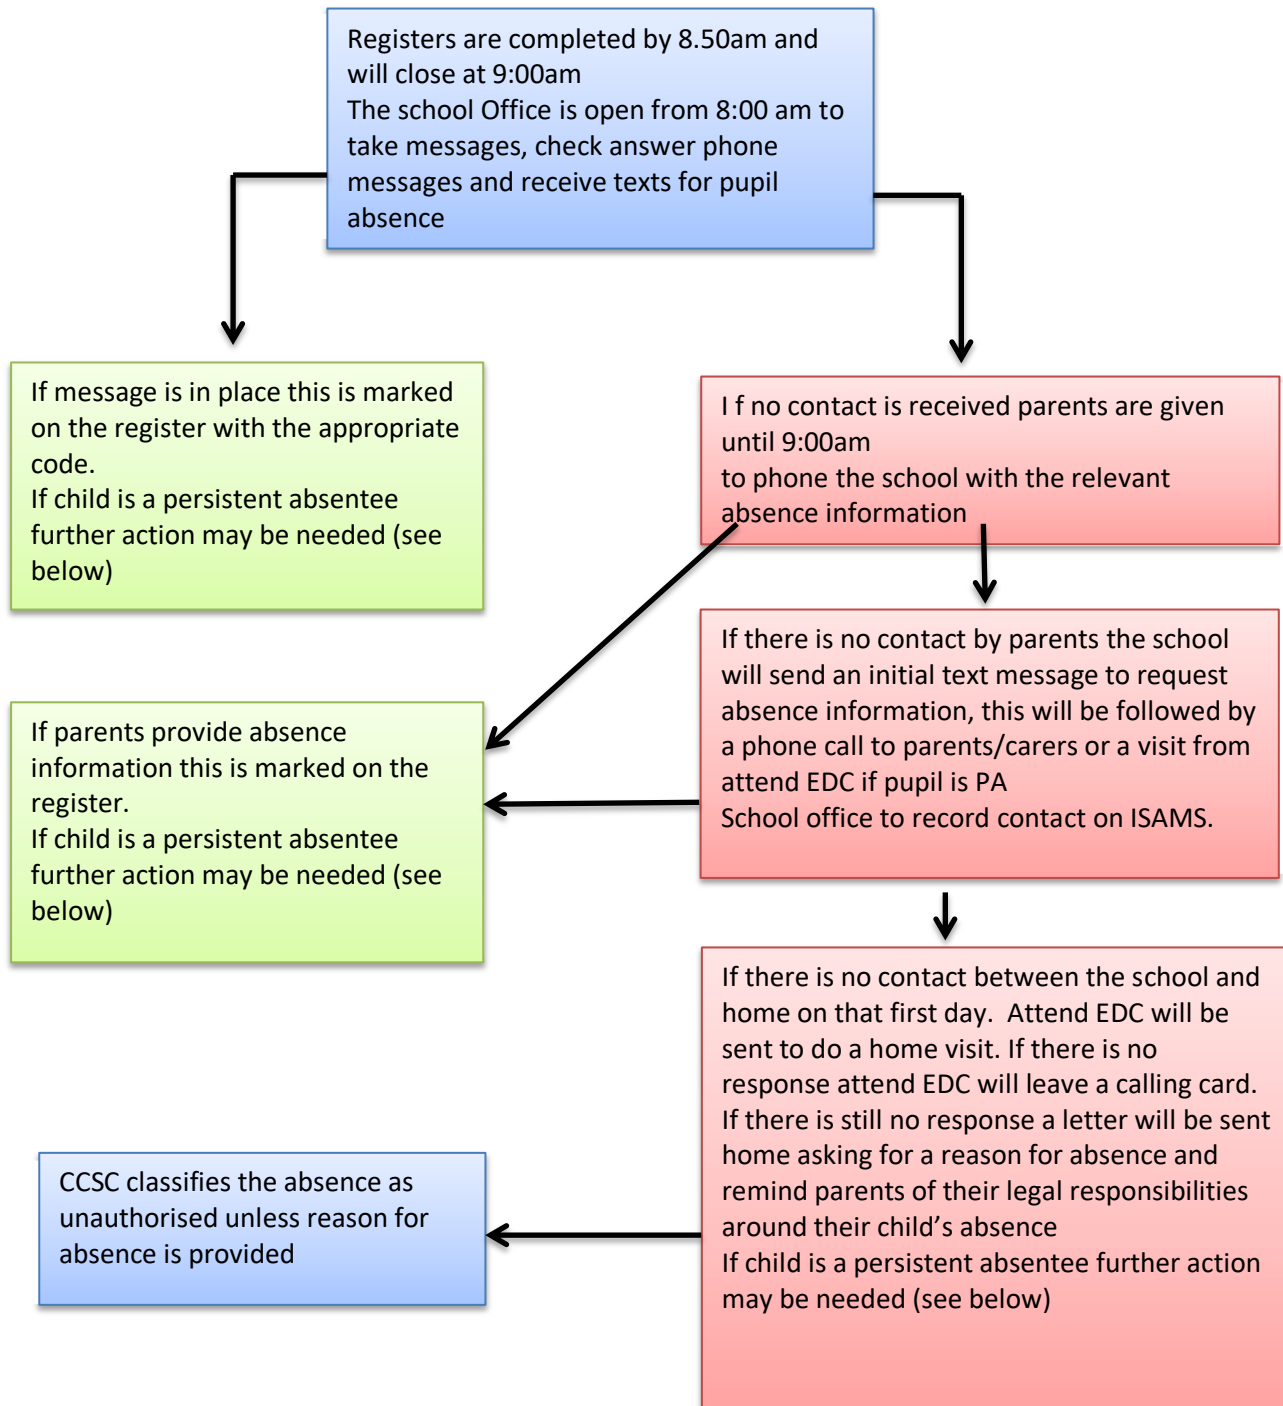 Registers are completed by 8.50am and
will close at 9:00am
The school Office is open from 8:00 am to
take messages, check answer phone
messages and receive texts for pupil
absence
If message is in place this is marked
on the register with the appropriate
code.
If child is a persistent absentee
further action may be needed (see
below)
I f no contact is received parents are given
until 9:00am
to phone the school with the relevant
absence information
If there is no contact by parents the school
will send an initial text message to request
absence information, this will be followed by
a phone call to parents/carers or a visit from
attend EDC if pupil is PA
School office to record contact on ISAMS.
If parents provide absence
information this is marked on the
register.
If child is a persistent absentee
further action may be needed (see
below)
If there is no contact between the school and
home on that first day.  Attend EDC will be
sent to do a home visit. If there is no
response attend EDC will leave a calling card.
If there is still no response a letter will be sent
home asking for a reason for absence and
remind parents of their legal responsibilities
around their child’s absence
If child is a persistent absentee further action
may be needed (see below)
CCSC classifies the absence as
unauthorised unless reason for
absence is provided